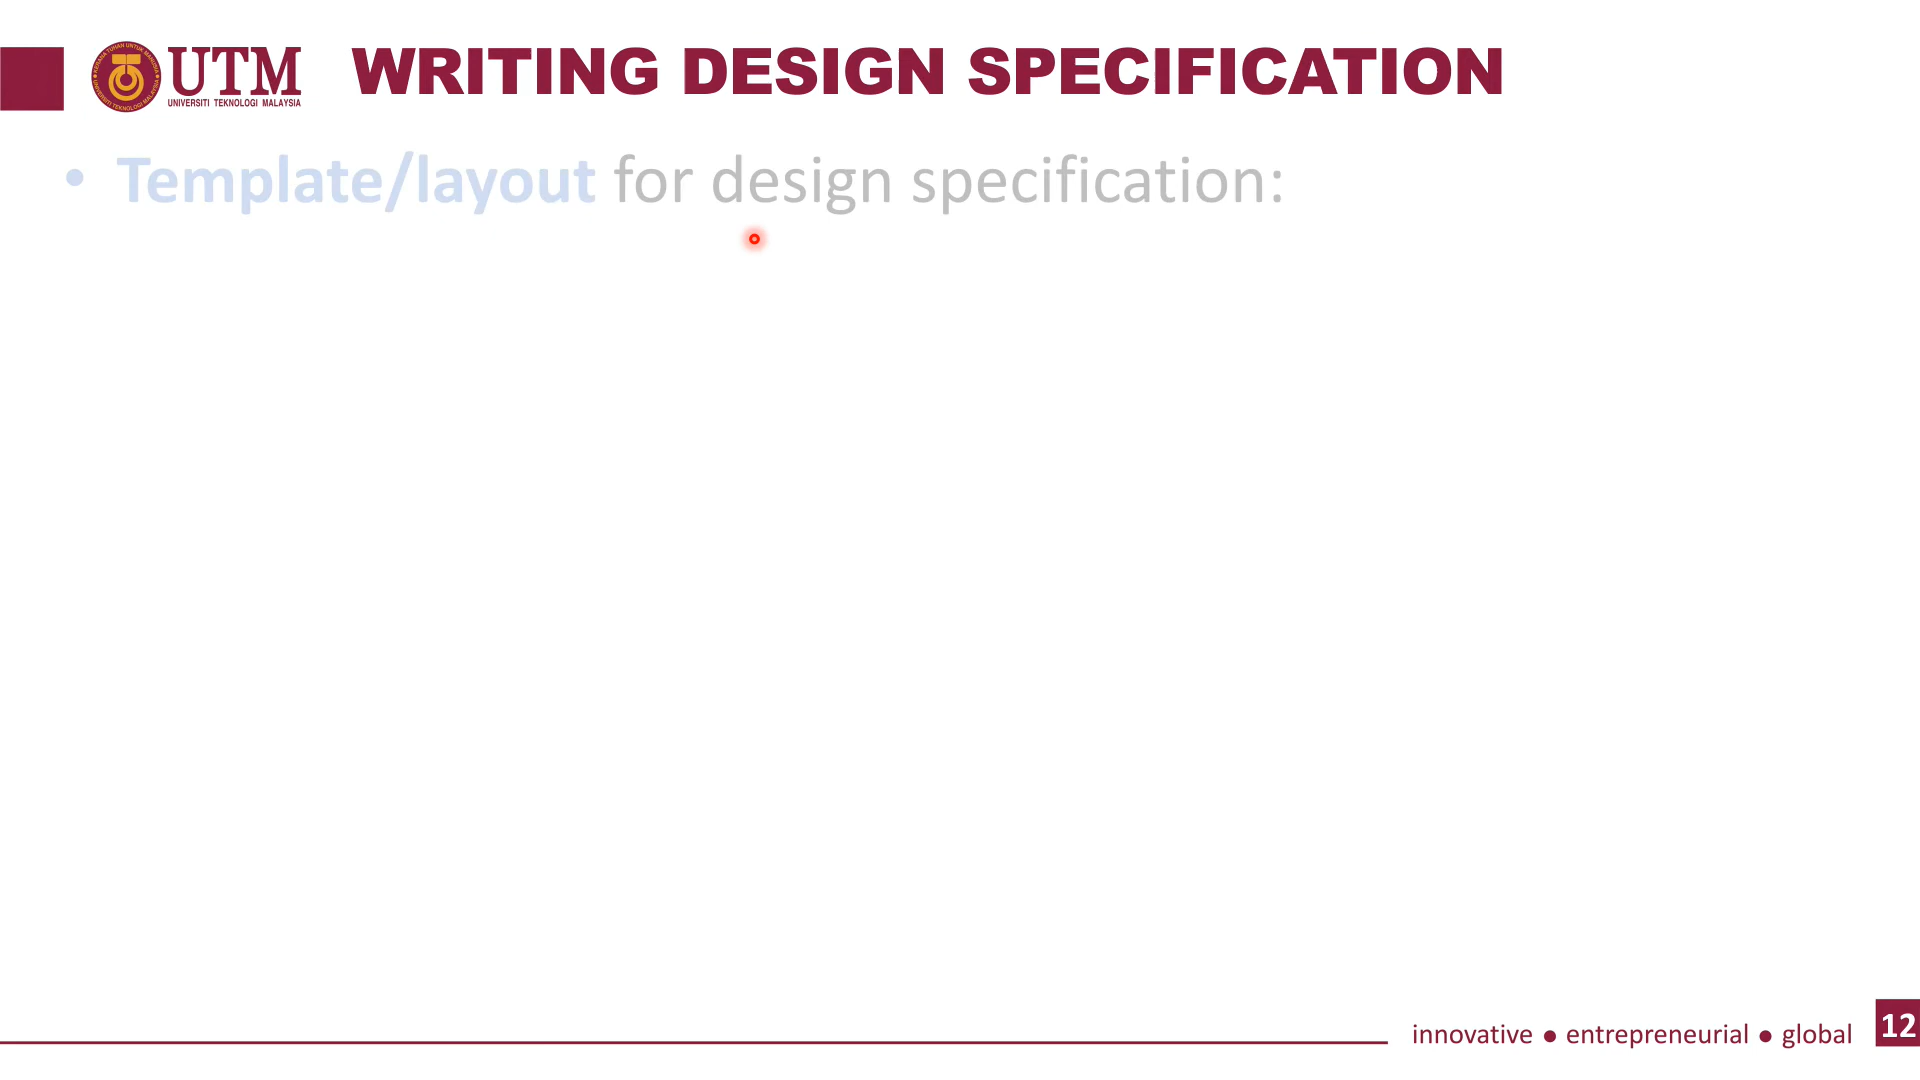 UTM
UNIVERSITI TEKNOLOGI MALAYSIA
WRITING DESIGN SPECIFICATION
• Template/layout for design specification:
innovative ● entrepreneurial ● global
12